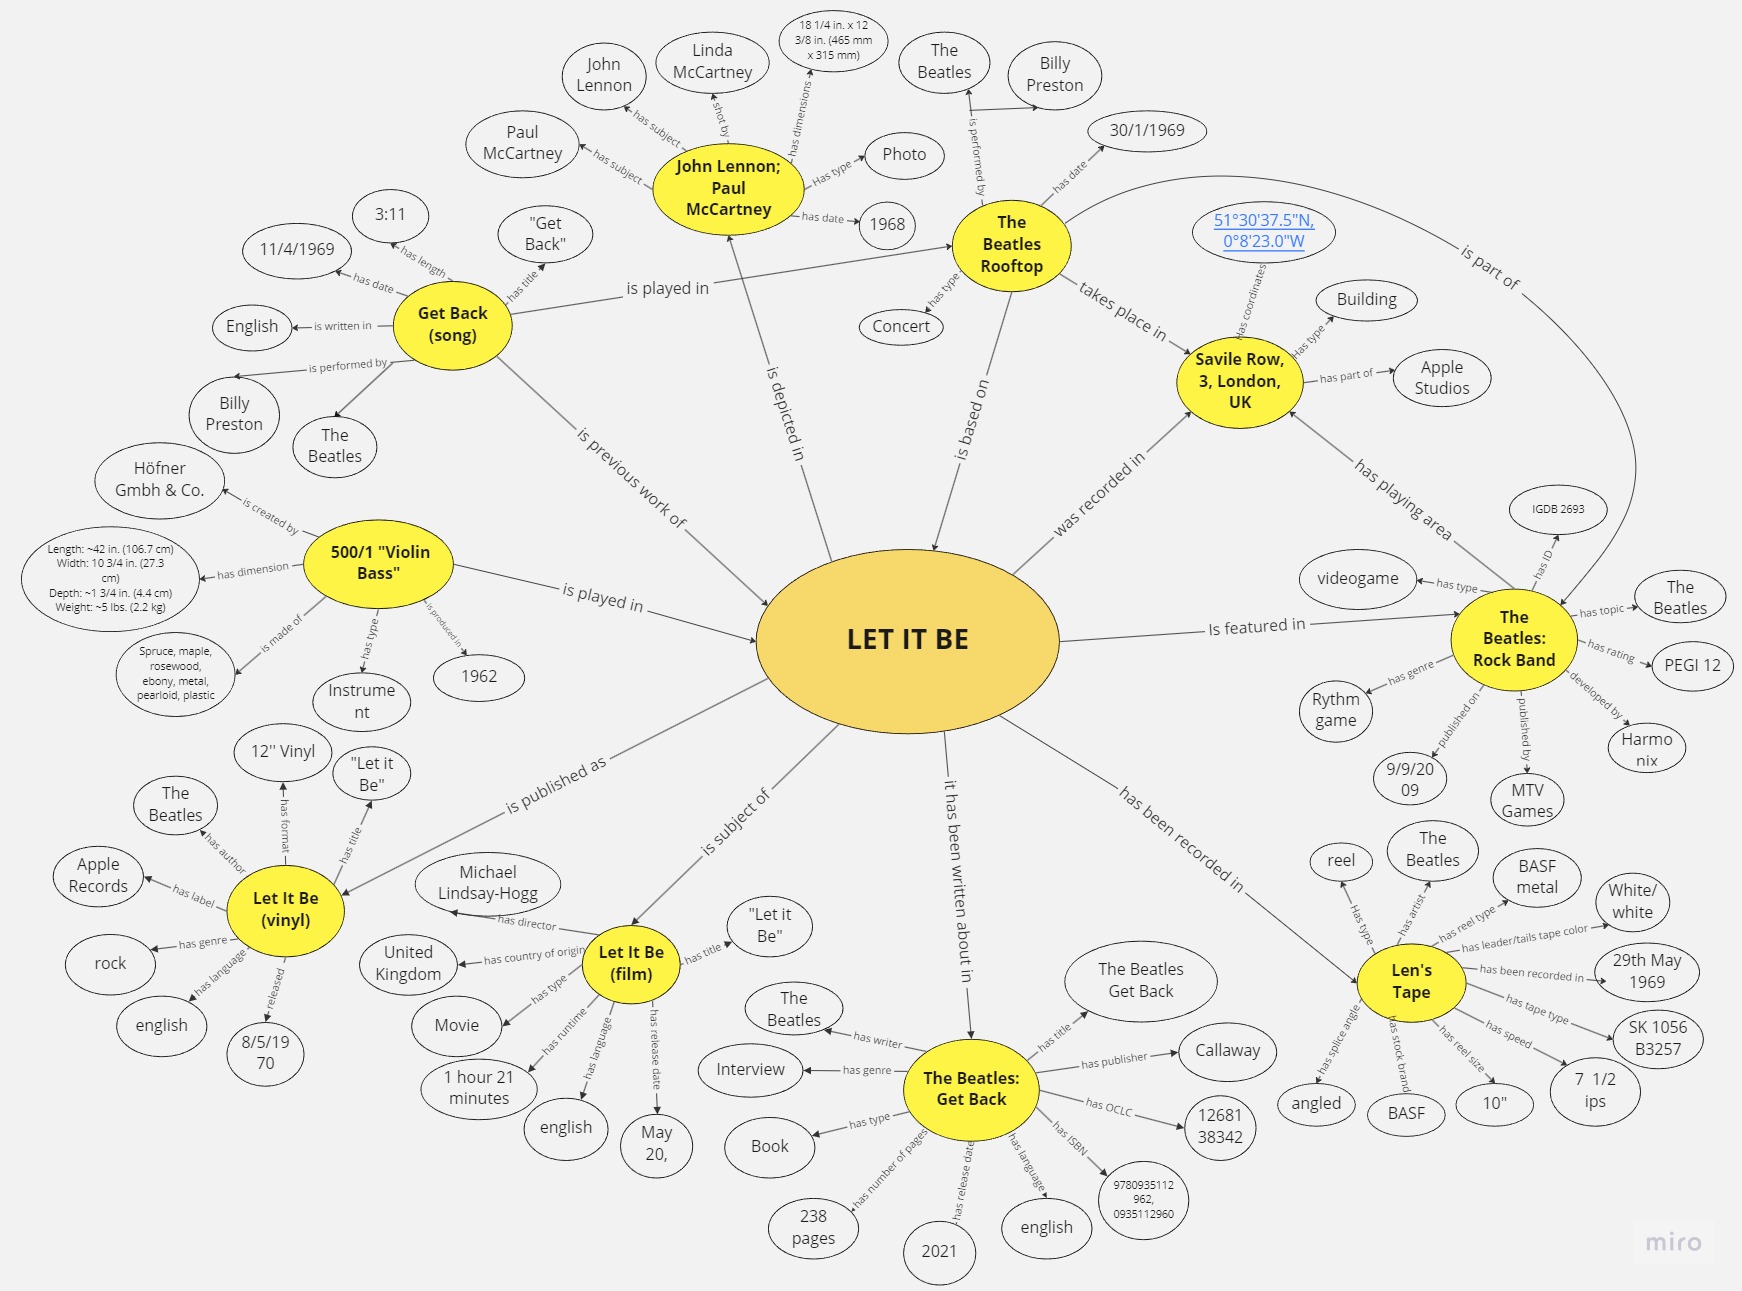 18 1/4 in. x 12
3/8 in. (465 mm
x 315 mm)
John
Lennon
Linda
McCartney
Paul
McCartney
has subject
has subject
shot by
has dimensions
John Lennon;
Paul
McCartney
Has type
Photo
has date
1968
The
Beatles
Billy
Preston
is performed by
30/1/1969
has date
The
Beatles
Rooftop
has type
Concert
is part of
takes place in
51°30'37.5"N,
0°8'23.0"W
Has coordinates
Building
Has type
Savile Row,
3, London,
UK
has part of
Apple
Studios
3:11
has length
11/4/1969
has date
"Get
Back"
has title
English
is written in
Get Back
(song)
is performed by
Billy
Preston
The
Beatles
is played in
is previous work of
is depicted in
is based on
was recorded in
has playing area
Höfner
Gmbh & Co.
is created by
Length: ~42 in. (106.7 cm)
Width: 10 3/4 in. (27.3
cm)
Depth: ~1 3/4 in. (4.4 cm)
Weight: ~5 lbs. (2.2 kg)
has dimension
500/1 "Violin
Bass"
is made of
Spruce, maple,
rosewood,
ebony, metal,
pearloid, plastic
has type
Instrume
nt
is produced in
1962
is played in
LET IT BE
Is featured in
IGDB 2693
has ID
videogame
has type
The
Beatles:
Rock Band
has topic
The
Beatles
has rating
PEGI 12
has genre
Rythm
game
published on
9/9/20
09
published by
MTV
Games
developed by
Harmo
nix
is published as
12'' Vinyl
has format
"Let it
Be"
has title
The
Beatles
has author
Apple
Records
has label
Let It Be
(vinyl)
has genre
rock
has language
english
released
8/5/19
70
is subject of
Michael
Lindsay-Hogg
has director
United
Kingdom
has country of origin
Let It Be
(film)
has title
"Let it
Be"
has type
Movie
has runtime
1 hour 21
minutes
has language
english
has release date
May
20,
it has been written about in
The
Beatles
has writer
The Beatles
Get Back
has title
Interview
has genre
The Beatles:
Get Back
has publisher
Callaway
has OCLC
12681
38342
has type
Book
has ISBN
9780935112
962,
0935112960
has number of pages
238
pages
has release date
2021
has language
english
has been recorded in
reel
Has type
The
Beatles
has artist
BASF
metal
has reel type
White/
white
has leader/tails tape color
Len's
Tape
has been recorded in
29th May
1969
has tape type
SK 1056
B3257
has speed
7 1/2
ips
has reel size
10"
has stock brand
BASF
has splice angle
angled
miro